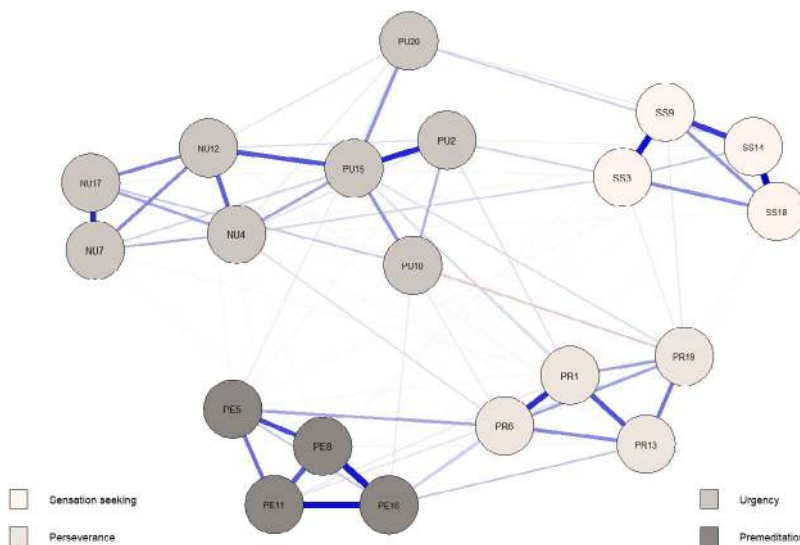 PU20
SS9
NU12
PU2
SS14
PU15
NU17
SS3
SS18
NU4
NU7
PU10
PR19
PR1
PE5
PR6
PR13
PE8
PE11
PE16
Sensation seeking
Urgency
Perseverance
Premeditation